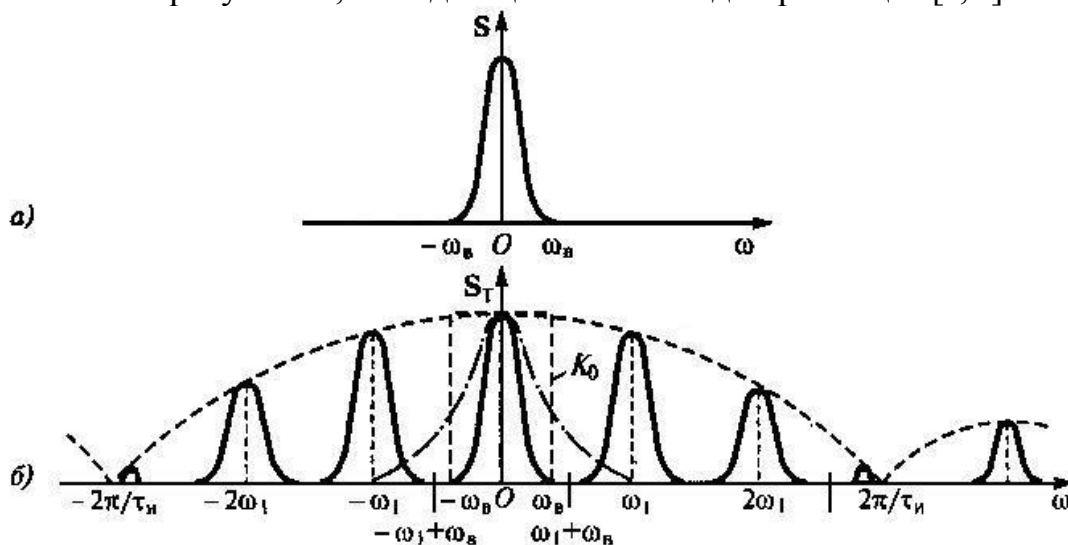 S
а)
−ω_в O ω_в ω
S_T
K_0
б)
−2π/τ_и −2ω_1 −ω_1 −ω_в O ω_в ω_1 2ω_1 2π/τ_и ω
−ω_1+ω_в ω_1+ω_в